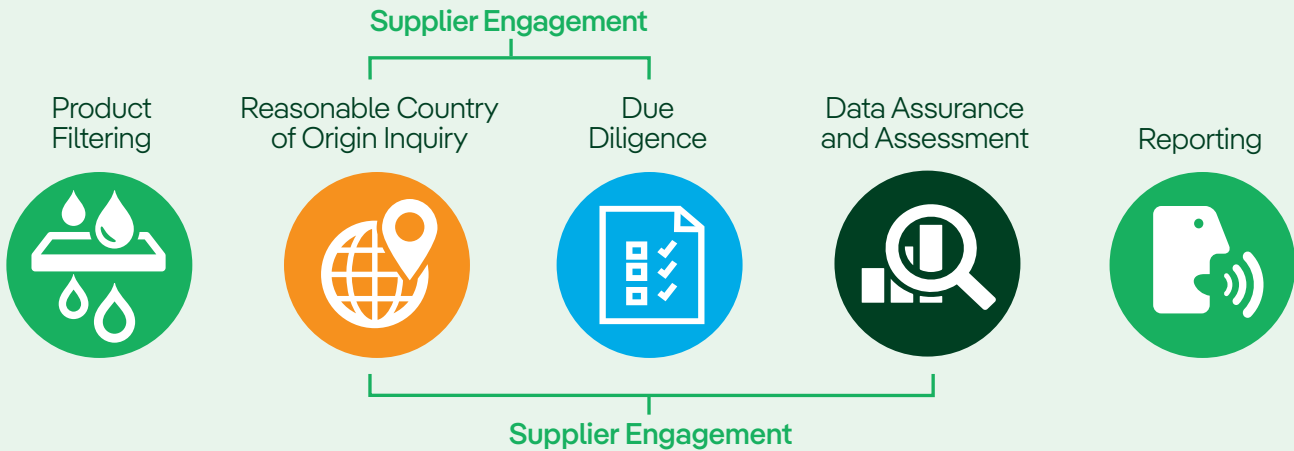 Supplier Engagement
Product
Filtering
Reasonable Country
of Origin Inquiry
Due
Diligence
Data Assurance
and Assessment
Reporting
Supplier Engagement